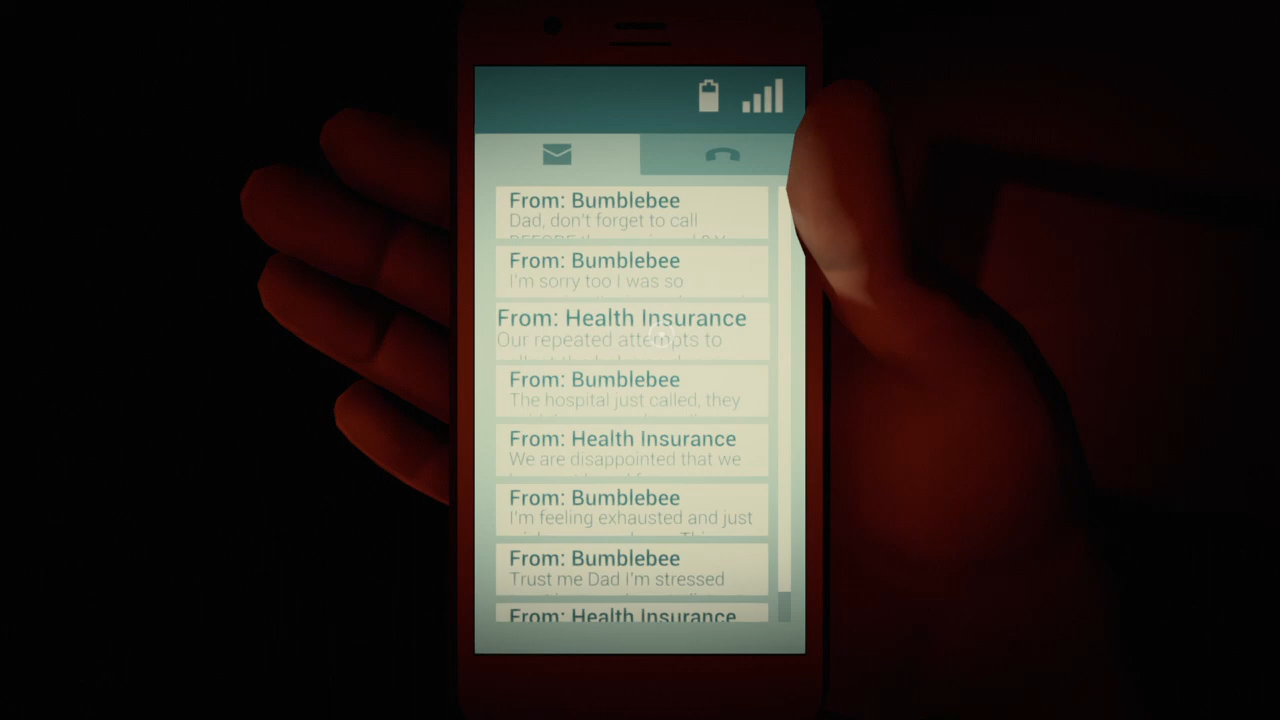 From: Bumblebee
Dad, don't forget to call
BEFORE
From: Bumblebee
I'm sorry too I was so
From: Health Insurance
Our repeated attempts to
From: Bumblebee
The hospital just called, they
From: Health Insurance
We are disappointed that we
From: Bumblebee
I'm feeling exhausted and just
From: Bumblebee
Trust me Dad I'm stressed
From: Health Insurance